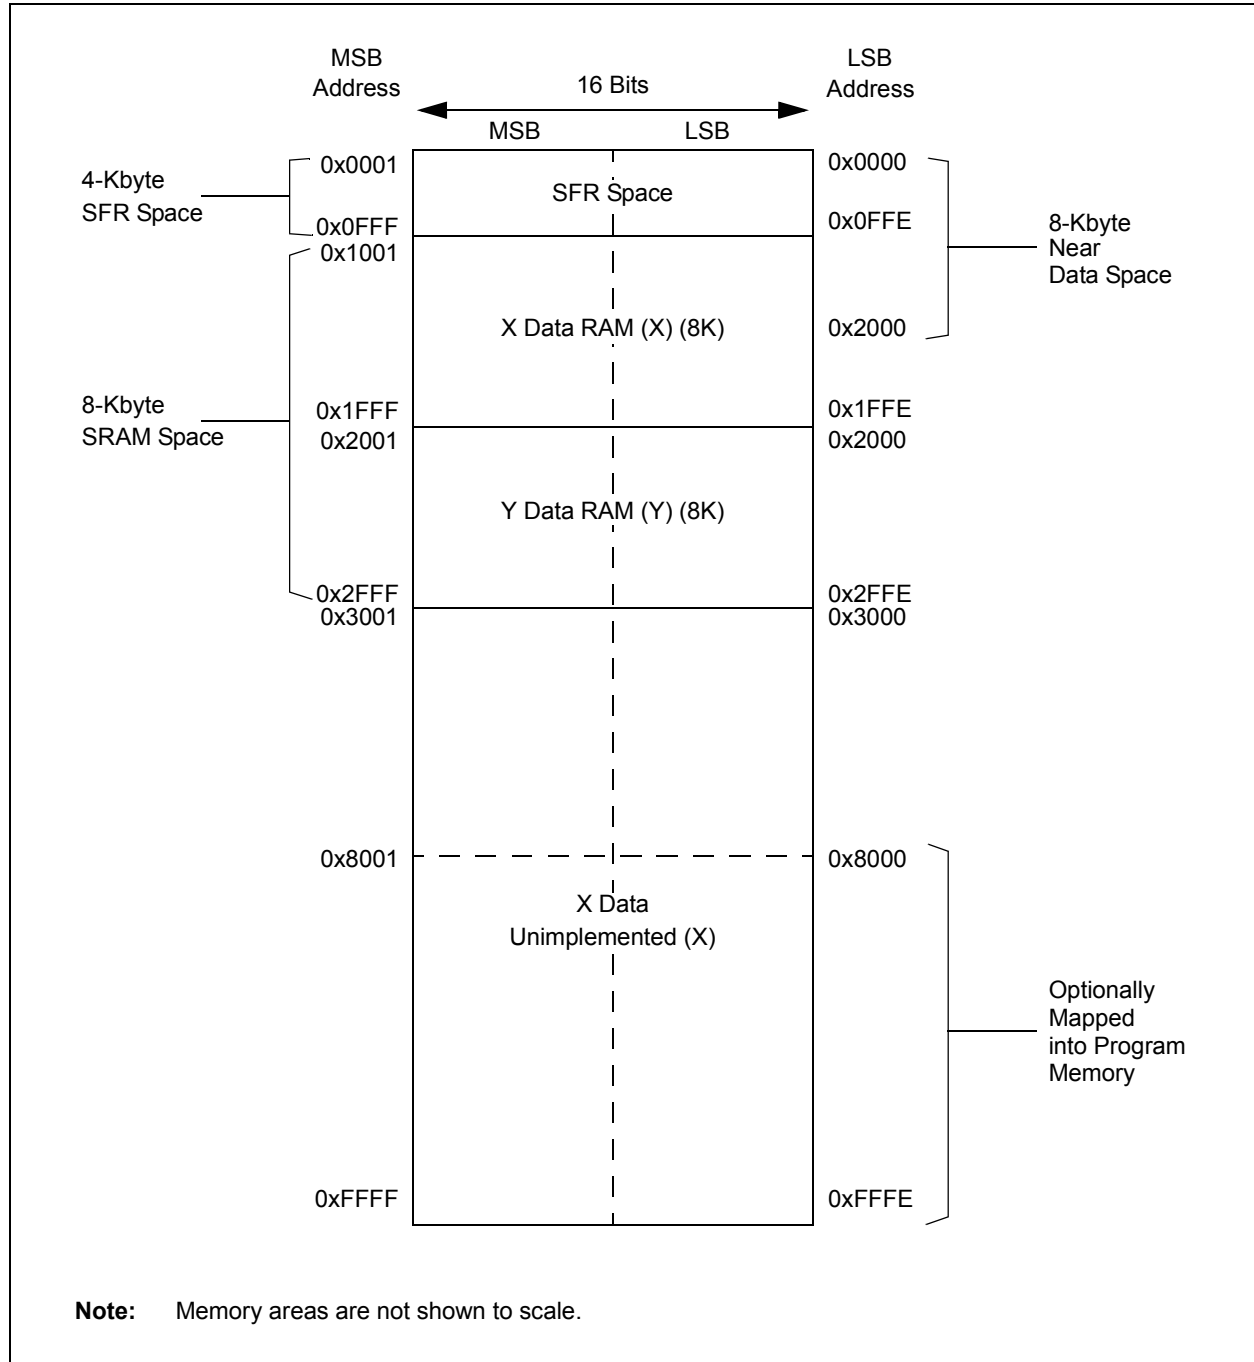 MSB
Address
LSB
Address
16 Bits
MSB
LSB
0x0001
0x0000
4-Kbyte
SFR Space
SFR Space
0x0FFF
0x0FFE
8-Kbyte
Near
Data Space
0x1001
X Data RAM (X) (8K)
0x2000
8-Kbyte
SRAM Space
0x1FFF
0x1FFE
0x2001
0x2000
Y Data RAM (Y) (8K)
0x2FFF
0x2FFE
0x3001
0x3000
0x8001
0x8000
X Data
Unimplemented (X)
Optionally
Mapped
into Program
Memory
0xFFFF
0xFFFE
Note: Memory areas are not shown to scale.